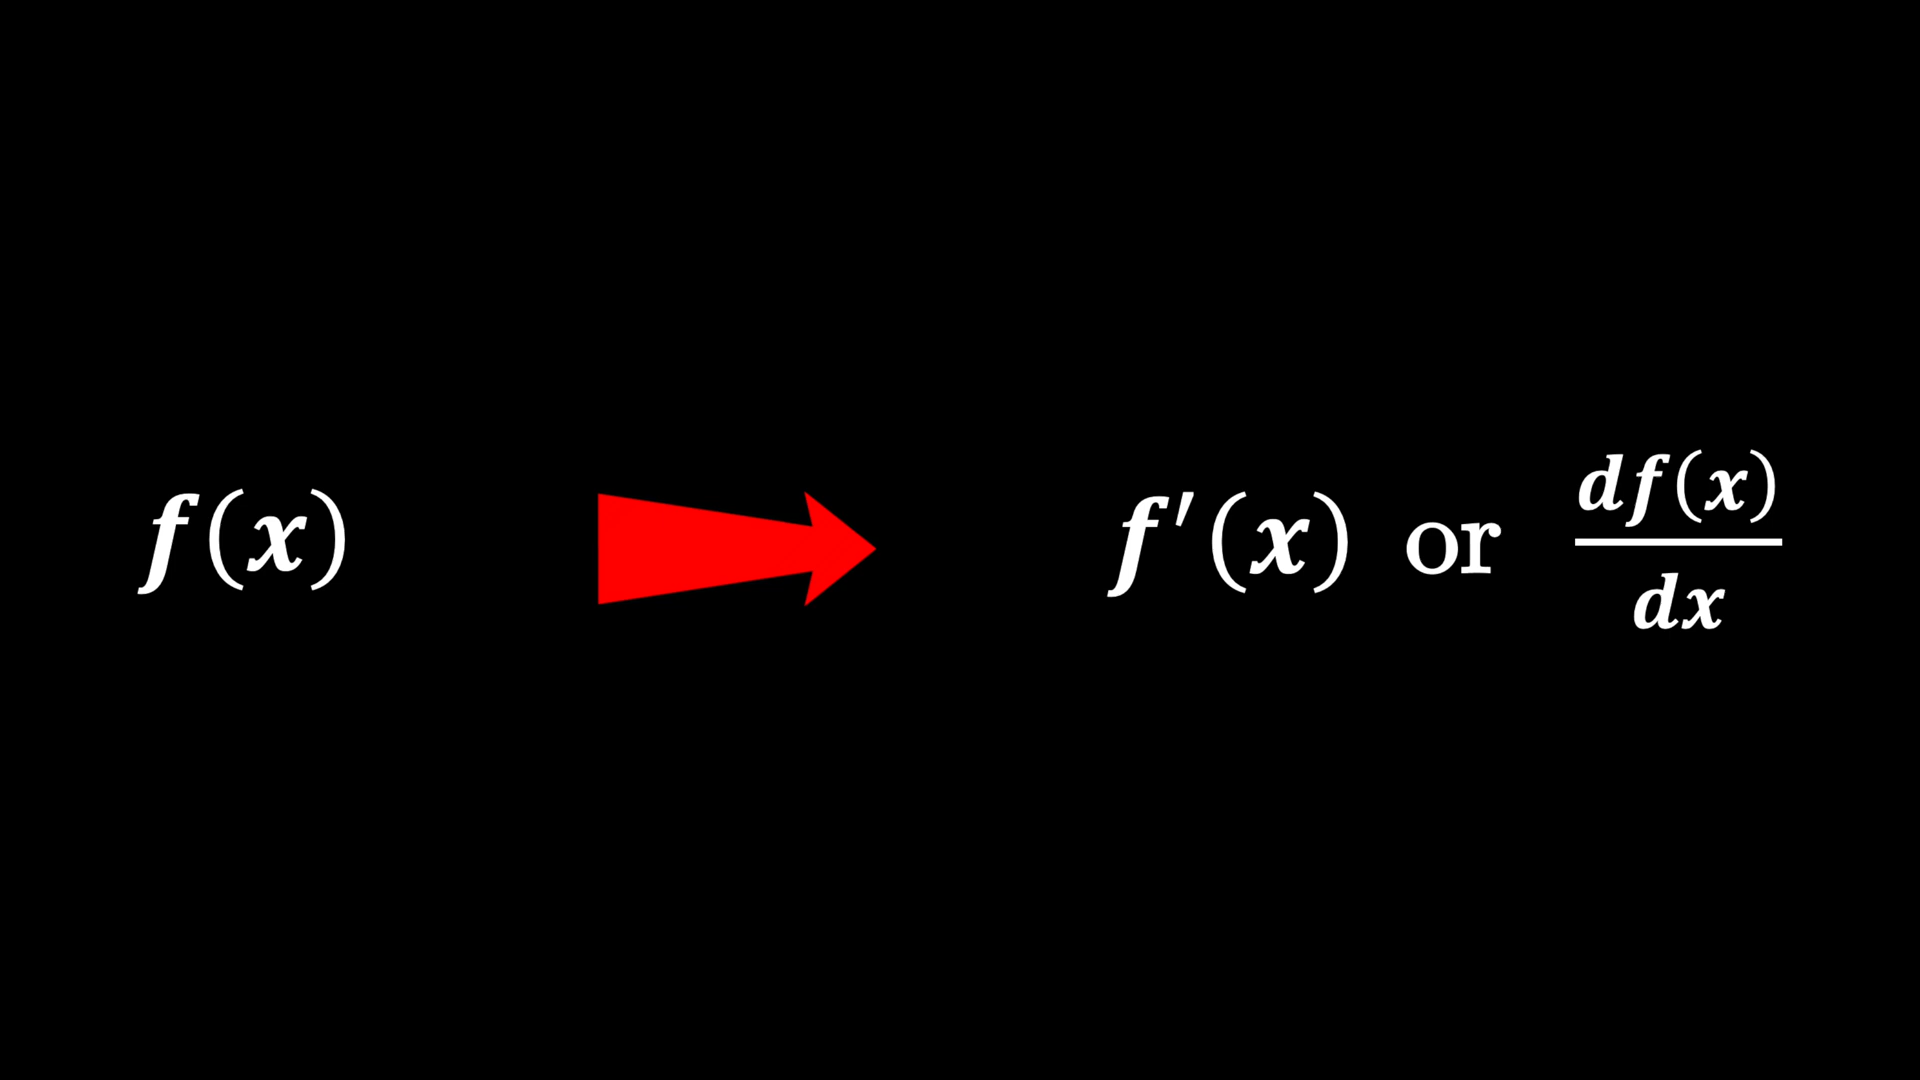 f(x) f′(x) or df(x)/dx